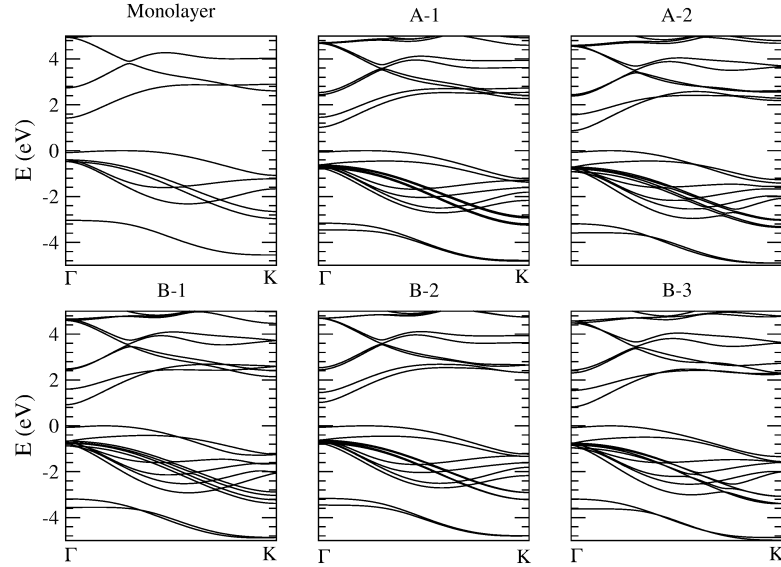 Monolayer A-1 A-2
E (eV)
4
2
0
-2
-4
Γ K Γ K
B-1 B-2 B-3
E (eV)
4
2
0
-2
-4
Γ K Γ K Γ K